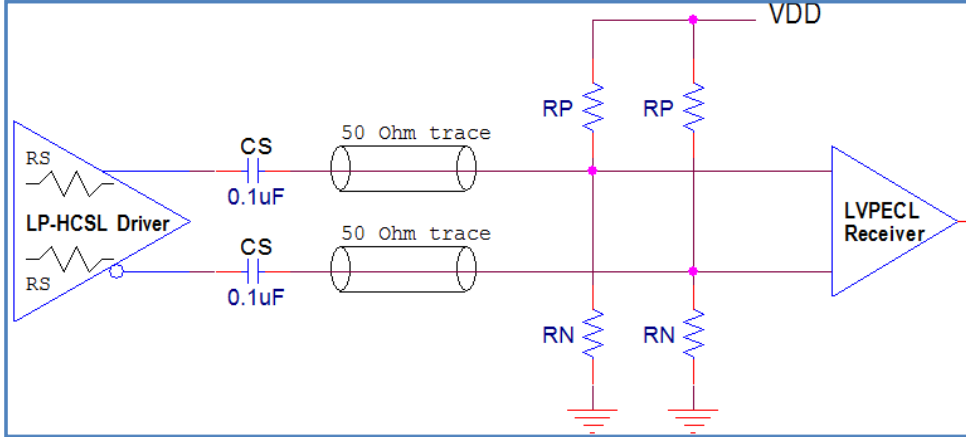 VDD
RP
RP
50 Ohm trace
CS
0.1uF
RS
LP-HCSL Driver
RS
LVPECL
Receiver
50 Ohm trace
CS
0.1uF
RN
RN